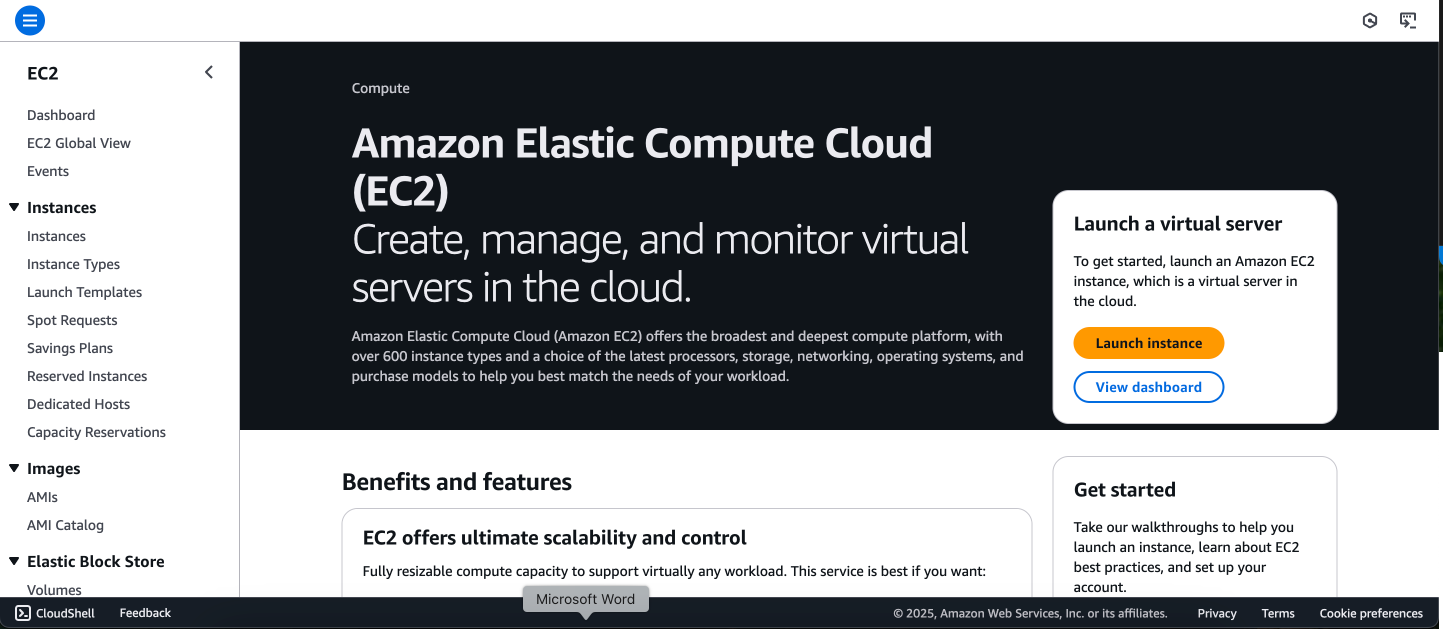 EC2
Dashboard
EC2 Global View
Events
Instances
Instances
Instance Types
Launch Templates
Spot Requests
Savings Plans
Reserved Instances
Dedicated Hosts
Capacity Reservations
Images
AMIs
AMI Catalog
Elastic Block Store
Volumes
Compute
Amazon Elastic Compute Cloud
(EC2)
Create, manage, and monitor virtual
servers in the cloud.
Amazon Elastic Compute Cloud (Amazon EC2) offers the broadest and deepest compute platform, with
over 600 instance types and a choice of the latest processors, storage, networking, operating systems, and
purchase models to help you best match the needs of your workload.
Launch a virtual server
To get started, launch an Amazon EC2
instance, which is a virtual server in
the cloud.
Launch instance
View dashboard
Benefits and features
EC2 offers ultimate scalability and control
Fully resizable compute capacity to support virtually any workload. This service is best if you want:
Get started
Take our walkthroughs to help you
launch an instance, learn about EC2
best practices, and set up your
account.
Microsoft Word
CloudShell
Feedback
© 2025, Amazon Web Services, Inc. or its affiliates.
Privacy
Terms
Cookie preferences